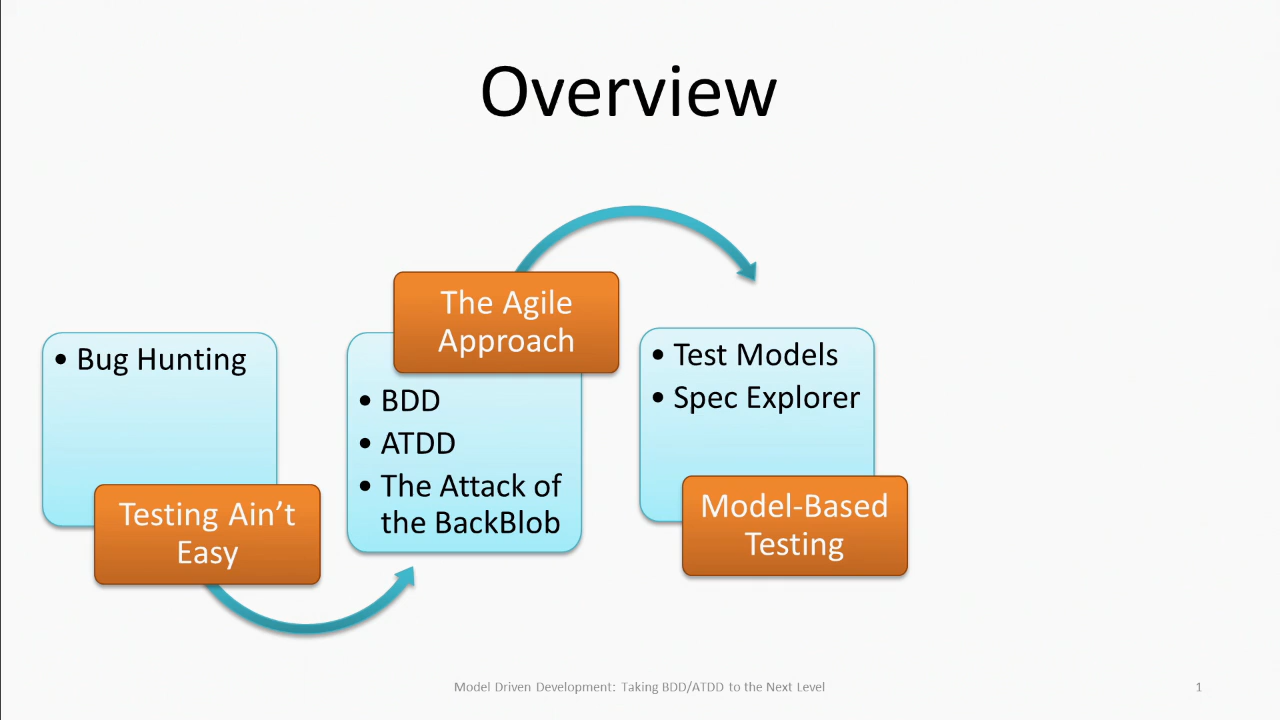 Overview
• Bug Hunting
Testing Ain’t
Easy
The Agile
Approach
• BDD
• ATDD
• The Attack of
the BackBlob
• Test Models
• Spec Explorer
Model-Based
Testing
Model Driven Development: Taking BDD/ATDD to the Next Level
1